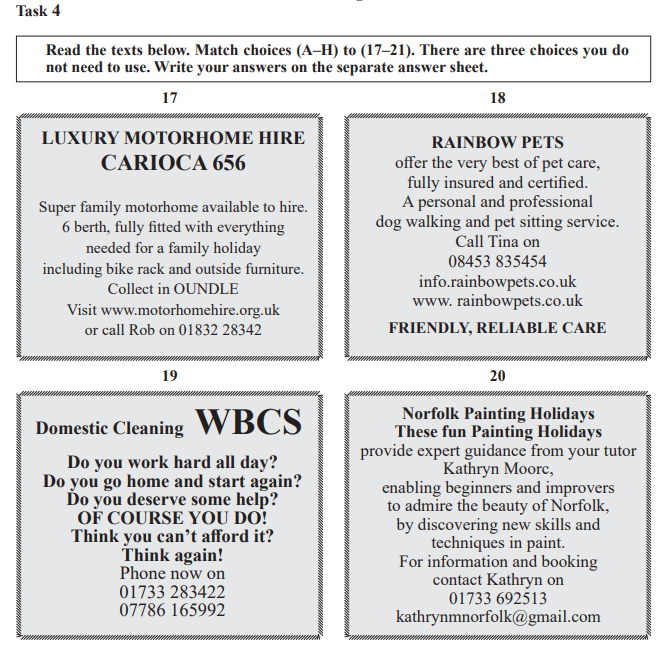 Task 4
Read the texts below. Match choices (A–H) to (17–21). There are three choices you do
not need to use. Write your answers on the separate answer sheet.
17
LUXURY MOTORHOME HIRE
CARIOCA 656
Super family motorhome available to hire.
6 berth, fully fitted with everything
needed for a family holiday
including bike rack and outside furniture.
Collect in OUNDLE
Visit www.motorhomehire.org.uk
or call Rob on 01832 28342
18
RAINBOW PETS
offer the very best of pet care,
fully insured and certified.
A personal and professional
dog walking and pet sitting service.
Call Tina on
08453 835454
info.rainbowpets.co.uk
www. rainbowpets.co.uk
FRIENDLY, RELIABLE CARE
19
Domestic Cleaning WBCS
Do you work hard all day?
Do you go home and start again?
Do you deserve some help?
OF COURSE YOU DO!
Think you can't afford it?
Think again!
Phone now on
01733 283422
07786 165992
20
Norfolk Painting Holidays
These fun Painting Holidays
provide expert guidance from your tutor
Kathryn Moore,
enabling beginners and improvers
to admire the beauty of Norfolk,
by discovering new skills and
techniques in paint.
For information and booking
contact Kathryn on
01733 692513
kathrynmnorfolk@gmail.com